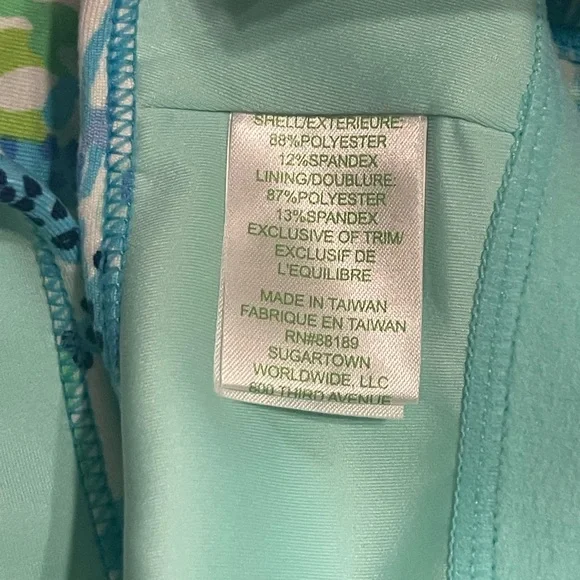 SHELL/EXTERIEURE:
88%POLYESTER
12%SPANDEX
LINING/DOUBLURE:
87%POLYESTER
13%SPANDEX
EXCLUSIVE OF TRIM/
EXCLUSIF DE
L'EQUILIBRE
MADE IN TAIWAN
FABRIQUE EN TAIWAN
RN#88189
SUGARTOWN
WORLDWIDE, LLC
800 THIRD AVENUE